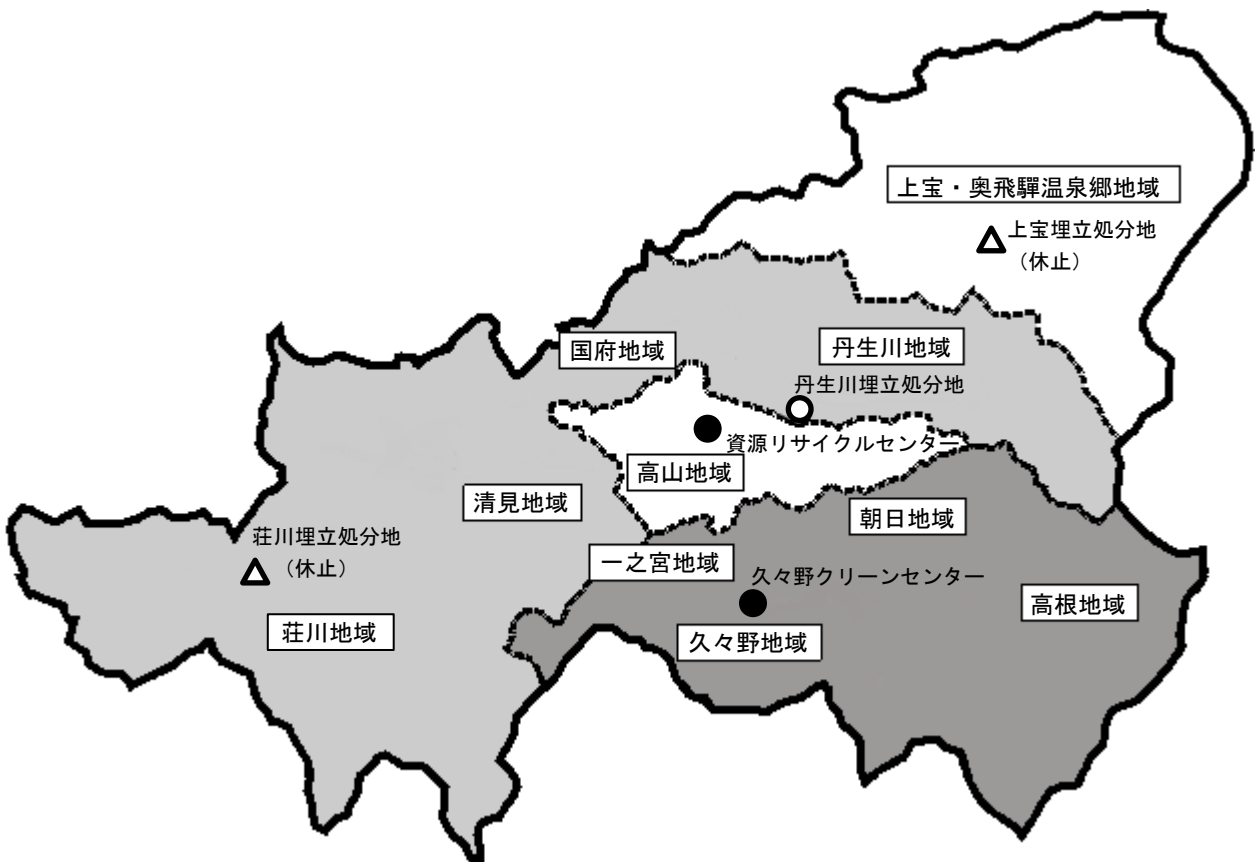 上宝・奥飛驒温泉郷地域
上宝埋立処分地
(休止)
国府地域
丹生川地域
丹生川埋立処分地
資源リサイクルセンター
高山地域
清見地域
朝日地域
荘川埋立処分地
(休止)
一之宮地域
久々野クリーンセンター
高根地域
荘川地域
久々野地域